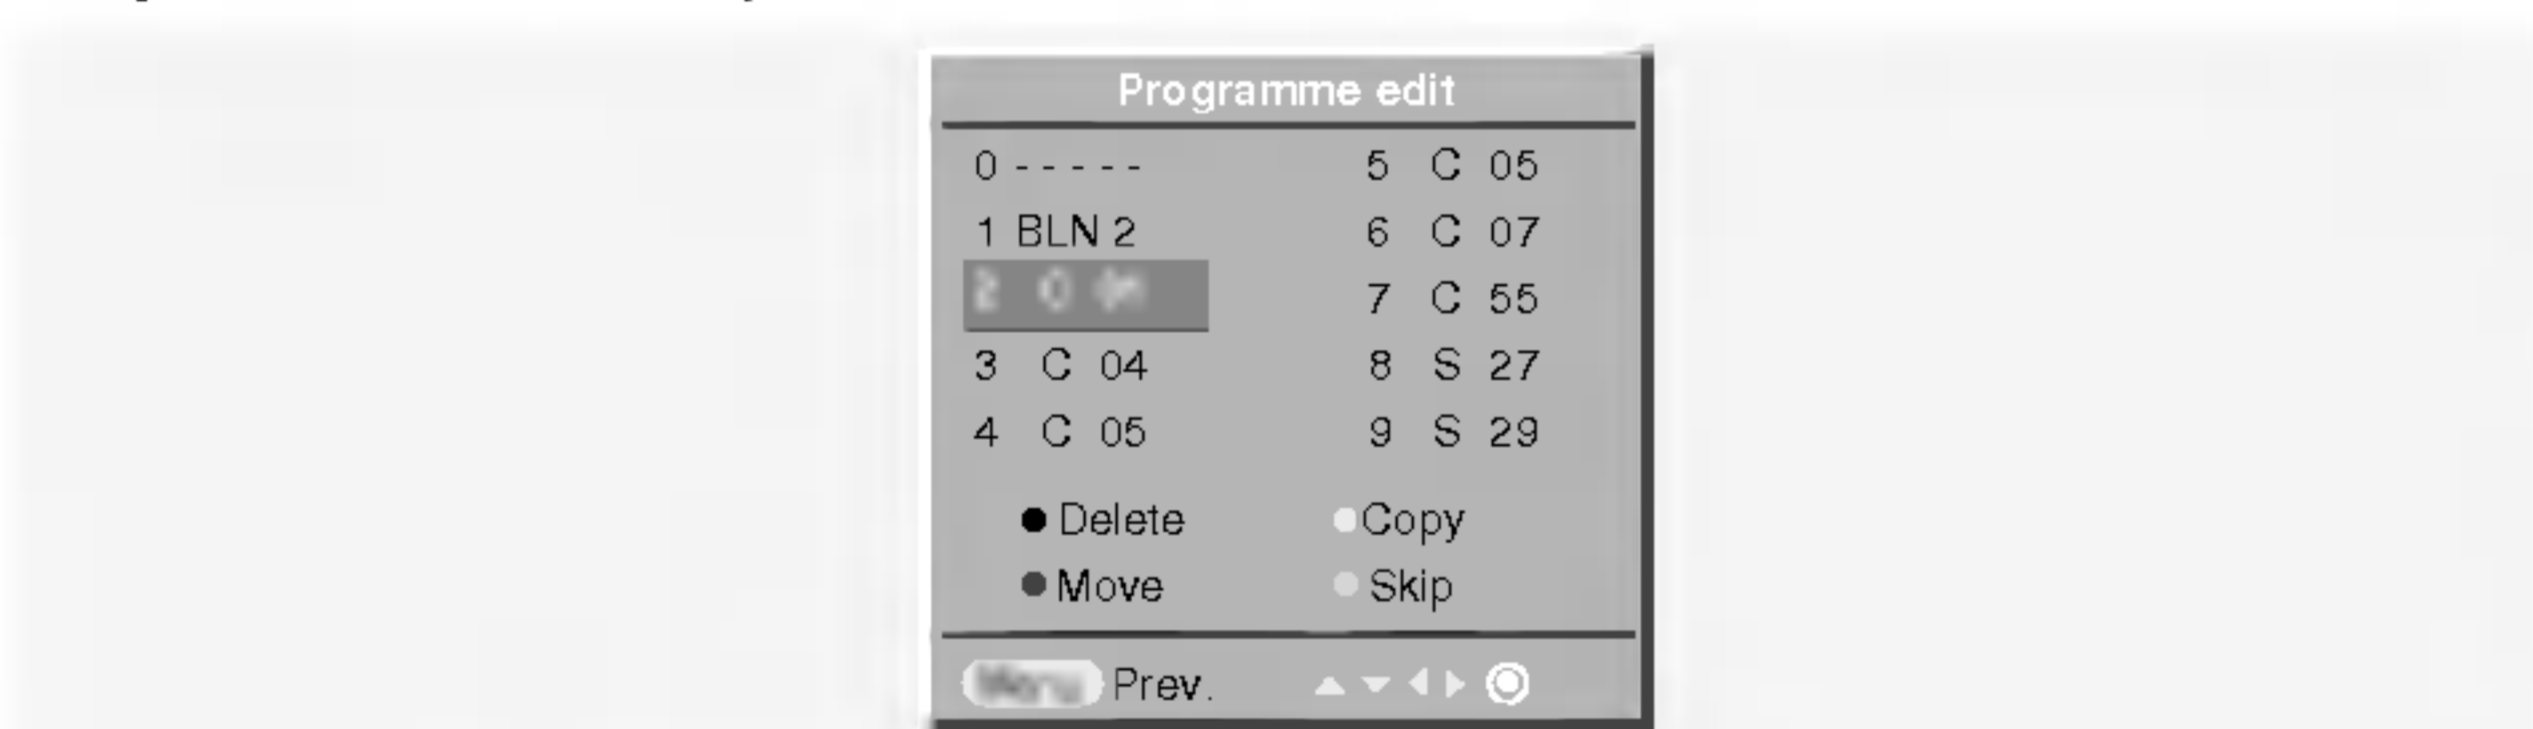 Programme edit
0 - - - - - 5 C 05
1 BLN 2 6 C 07
2 7 C 55
3 C 04 8 S 27
4 C 05 9 S 29
Delete Copy
Move Skip
Prev.